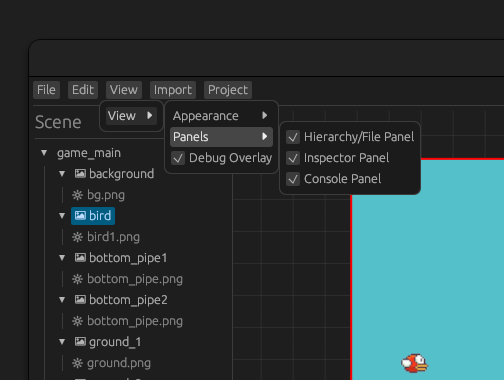 File Edit View Import Project
View
Appearance
Panels
Debug Overlay
Hierarchy/File Panel
Inspector Panel
Console Panel
Scene
game_main
background
bg.png
bird
bird1.png
bottom_pipe1
bottom_pipe.png
bottom_pipe2
bottom_pipe.png
ground_1
ground.png